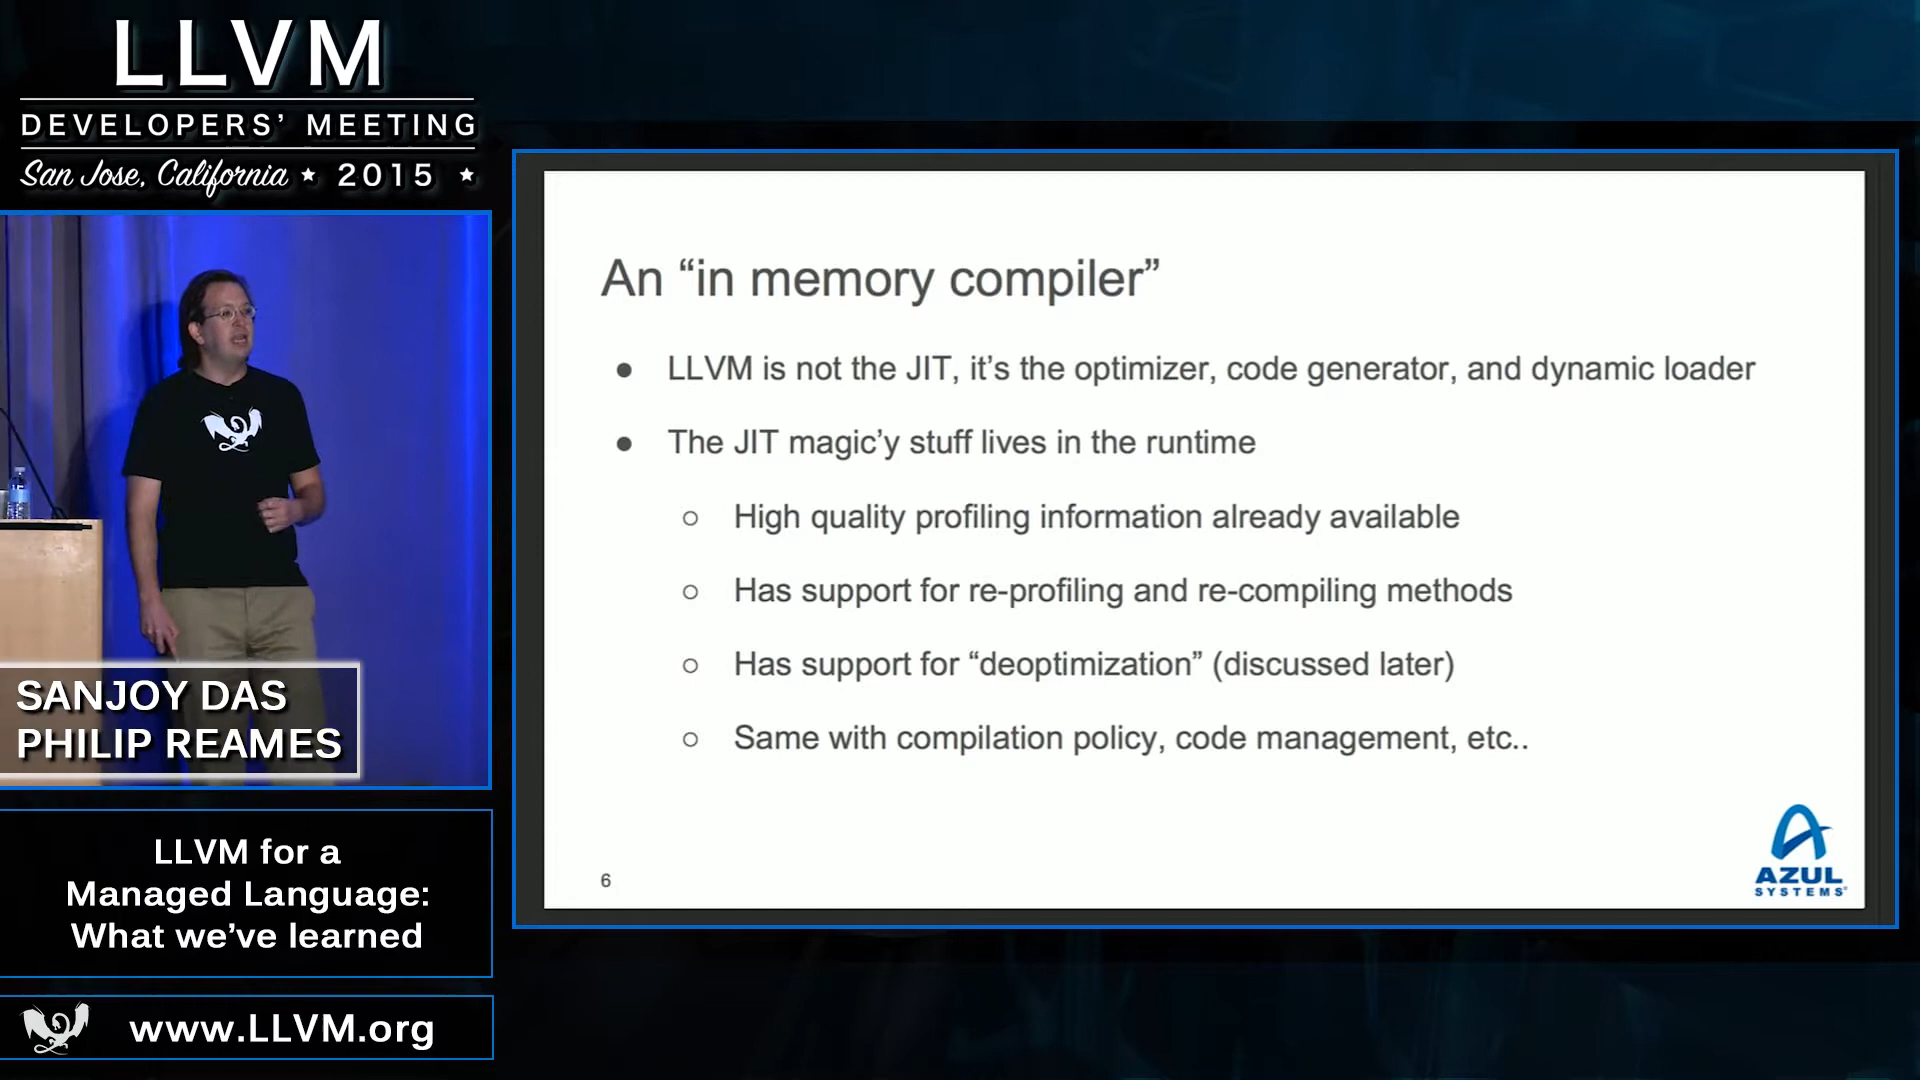 LLVM
DEVELOPERS’ MEETING
San Jose, California ★ 2015 ★
SANJOY DAS
PHILIP REAMES
LLVM for a
Managed Language:
What we’ve learned
www.LLVM.org
An “in memory compiler”
● LLVM is not the JIT, it’s the optimizer, code generator, and dynamic loader
● The JIT magic’y stuff lives in the runtime
○ High quality profiling information already available
○ Has support for re-profiling and re-compiling methods
○ Has support for “deoptimization” (discussed later)
○ Same with compilation policy, code management, etc..
6
AZUL
SYSTEMS